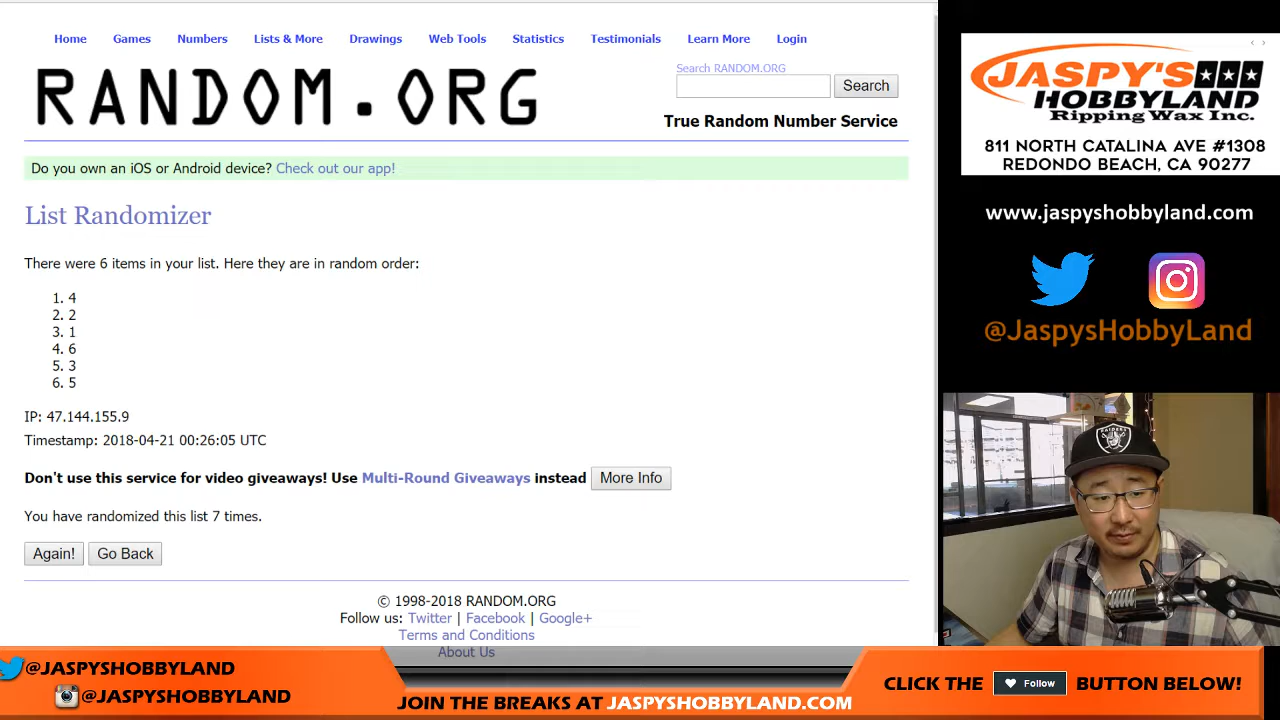 Home Games Numbers Lists & More Drawings Web Tools Statistics Testimonials Learn More Login
RANDOM.ORG
Search RANDOM.ORG
Search
True Random Number Service
Do you own an iOS or Android device? Check out our app!
List Randomizer
There were 6 items in your list. Here they are in random order:
1. 4
2. 2
3. 1
4. 6
5. 3
6. 5
IP: 47.144.155.9
Timestamp: 2018-04-21 00:26:05 UTC
Don't use this service for video giveaways! Use Multi-Round Giveaways instead More Info
You have randomized this list 7 times.
Again! Go Back
© 1998-2018 RANDOM.ORG
Follow us: Twitter | Facebook | Google+
Terms and Conditions
About Us
JASPY'S
HOBBYLAND
Ripping Wax Inc.
811 NORTH CATALINA AVE #1308
REDONDO BEACH, CA 90277
www.jaspyshobbyland.com
@JaspysHobbyLand
RAIDERS
@JASPYSHOBBYLAND
@JASPYSHOBBYLAND
JOIN THE BREAKS AT JASPYSHOBBYLAND.COM
CLICK THE Follow BUTTON BELOW!